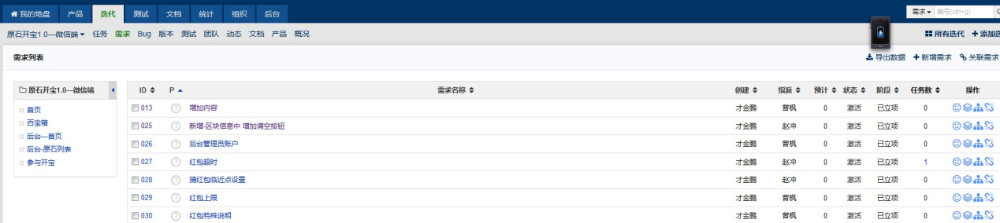 我的地盘 产品 迭代 测试 文档 统计 组织 后台 需求 编号(ctrl+g)
原石开宝1.0—微信端 任务 需求 Bug 版本 测试 团队 动态 文档 产品 概况 所有迭代 添加迭
需求列表 导出数据 新增需求 关联需求
原石开宝1.0—微信端
首页
百宝箱
后台—首页
后台-原石列表
参与开宝
ID P 需求名称 创建 指派 预计 状态 阶段 任务数 操作
013 ? 增加内容 才金鹏 曾枫 0 激活 已立项 0
025 ? 新增-区块信息中 增加清空按钮 才金鹏 赵冲 0 激活 已立项 0
026 ? 后台管理员账户 才金鹏 曾枫 0 激活 已立项 0
027 ? 红包超时 才金鹏 赵冲 0 激活 已立项 1
028 ? 猜红包临近点设置 才金鹏 赵冲 0 激活 已立项 0
029 ? 红包上限 才金鹏 曾枫 0 激活 已立项 0
030 ? 红包特殊说明 才金鹏 曾枫 0 激活 已立项 0